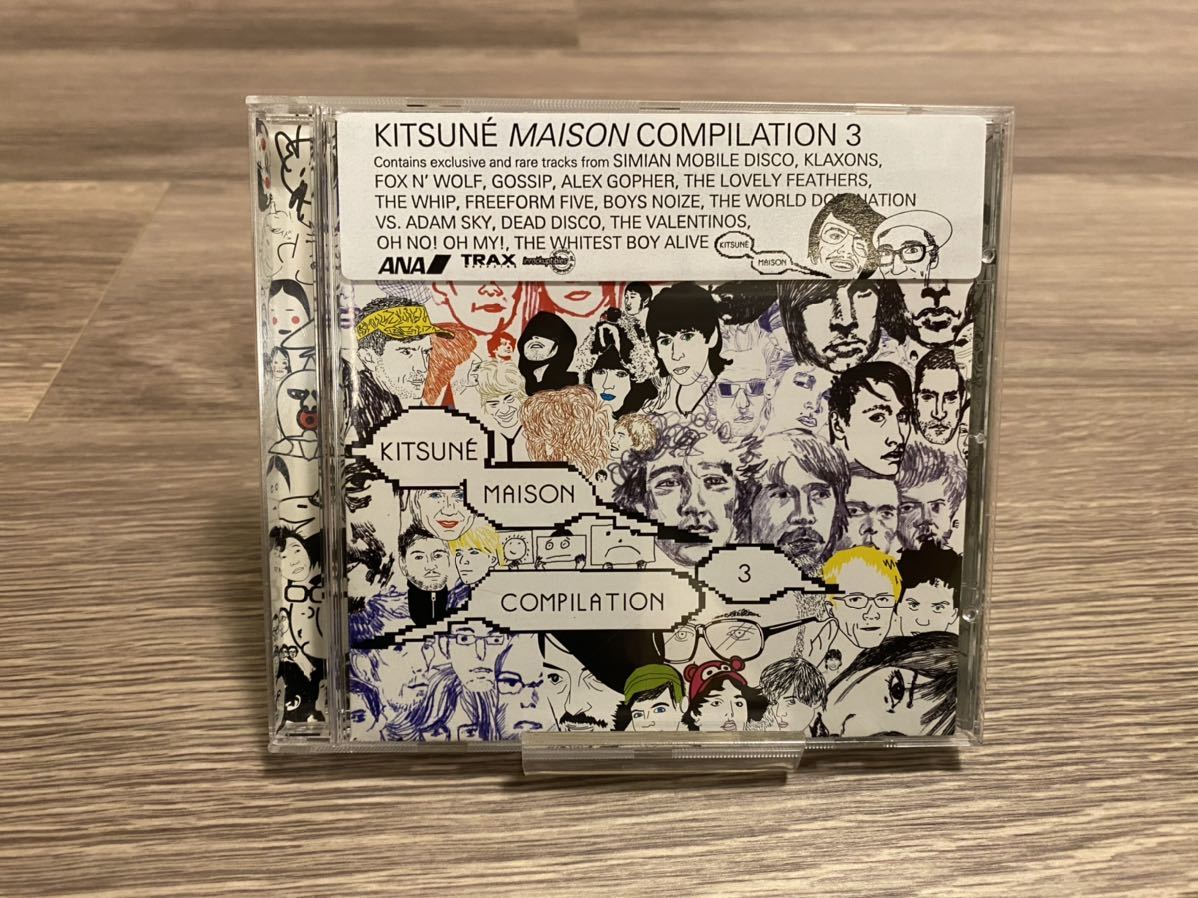 KITSUNÉ MAISON COMPILATION 3
Contains exclusive and rare tracks from SIMIAN MOBILE DISCO, KLAXONS,
FOX N' WOLF, GOSSIP, ALEX GOPHER, THE LOVELY FEATHERS,
THE WHIP, FREEFORM FIVE, BOYS NOIZE, THE WORLD DOMINATION
VS. ADAM SKY, DEAD DISCO, THE VALENTINOS,
OH NO! OH MY!, THE WHITEST BOY ALIVE
KITSUNÉ
MAISON
ANA TRAX
KITSUNÉ
MAISON
3
COMPILATION